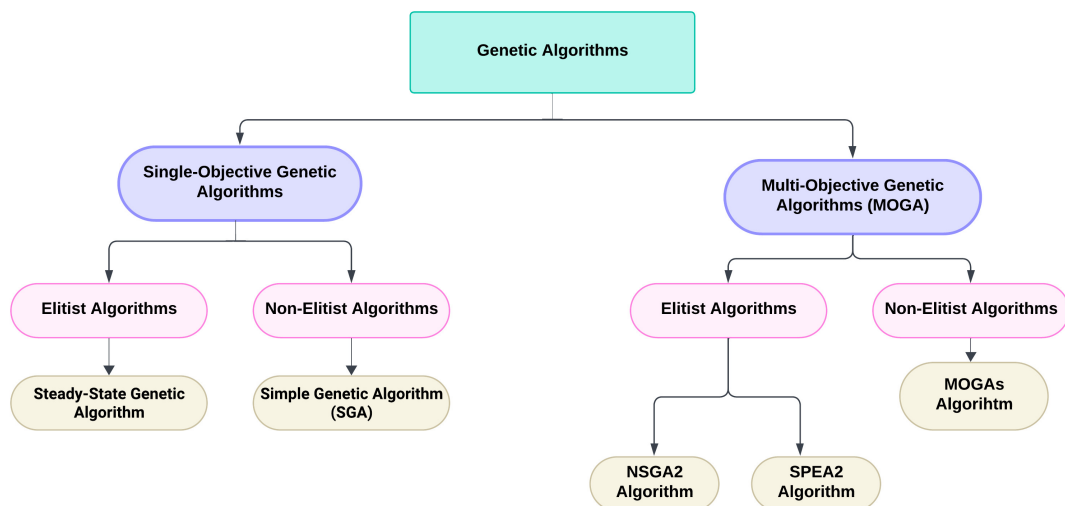 Genetic Algorithms
Single-Objective Genetic
Algorithms
Multi-Objective Genetic
Algorithms (MOGA)
Elitist Algorithms
Non-Elitist Algorithms
Elitist Algorithms
Non-Elitist Algorithms
Steady-State Genetic
Algorithm
Simple Genetic Algorithm
(SGA)
MOGAs
Algorihtm
NSGA2
Algorithm
SPEA2
Algorithm